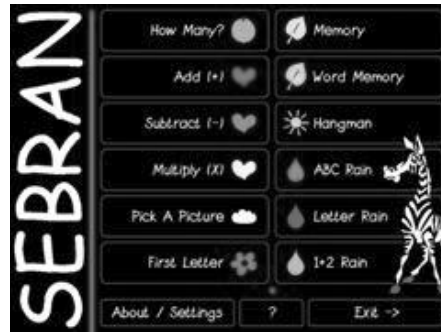 SEBRAN
How Many?
Memory
Add (+)
Word Memory
Subtract (-)
Hangman
Multiply (X)
ABC Rain
Pick A Picture
Letter Rain
First Letter
1+2 Rain
About / Settings
?
Exit ->